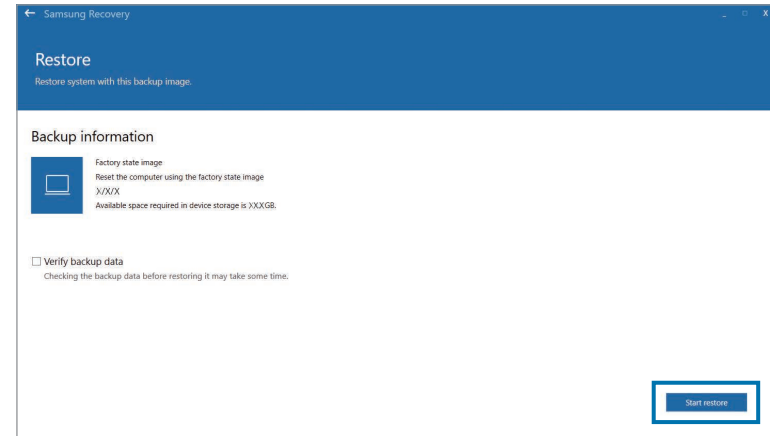 ← Samsung Recovery
Restore
Restore system with this backup image.
Backup information
Factory state image
Reset the computer using the factory state image
X/X/X
Available space required in device storage is XX.XGB.
Verify backup data
Checking the backup data before restoring it may take some time.
Start restore